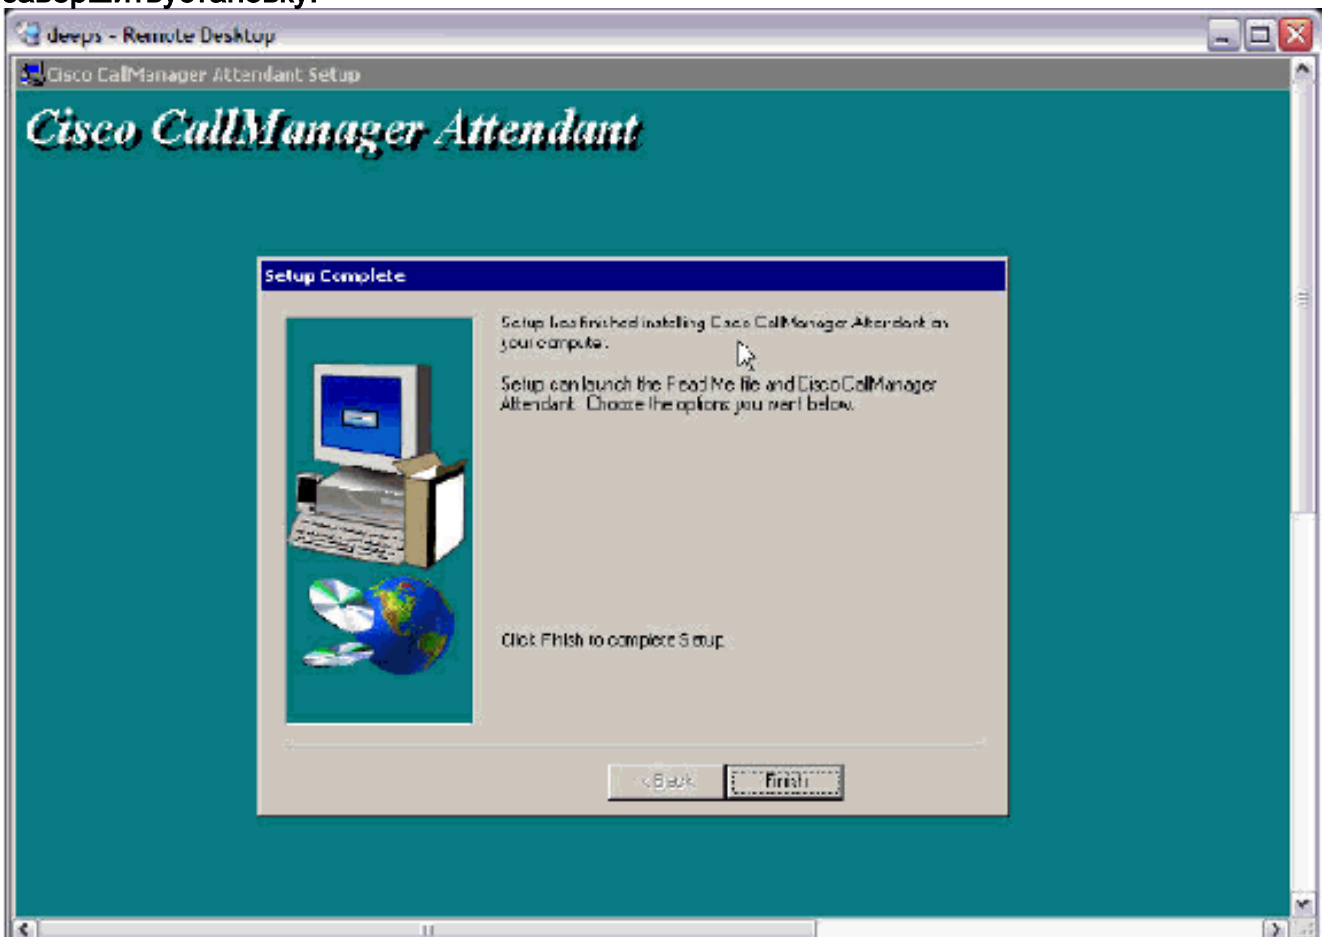 завершитьустановку.
deeps - Remote Desktop
Cisco CallManager Attendant Setup
Cisco CallManager Attendant
Setup Complete
Setup has finished installing Cisco CallManager Attendant on
your computer.
Setup can launch the Read Me file and Cisco CallManager
Attendant. Choose the options you want below.
Click Finish to complete Setup.
< Back
Finish